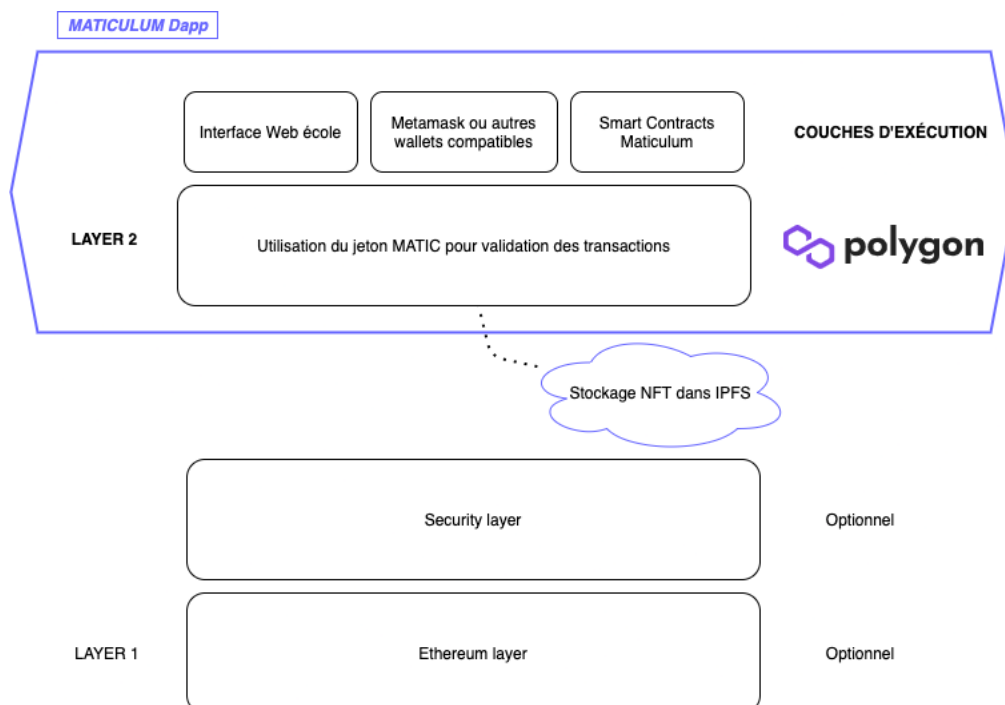 MATICULUM Dapp
Interface Web école
Metamask ou autres
wallets compatibles
Smart Contracts
Maticulum
COUCHES D'EXÉCUTION
LAYER 2
Utilisation du jeton MATIC pour validation des transactions
polygon
Stockage NFT dans IPFS
Security layer
Optionnel
LAYER 1
Ethereum layer
Optionnel